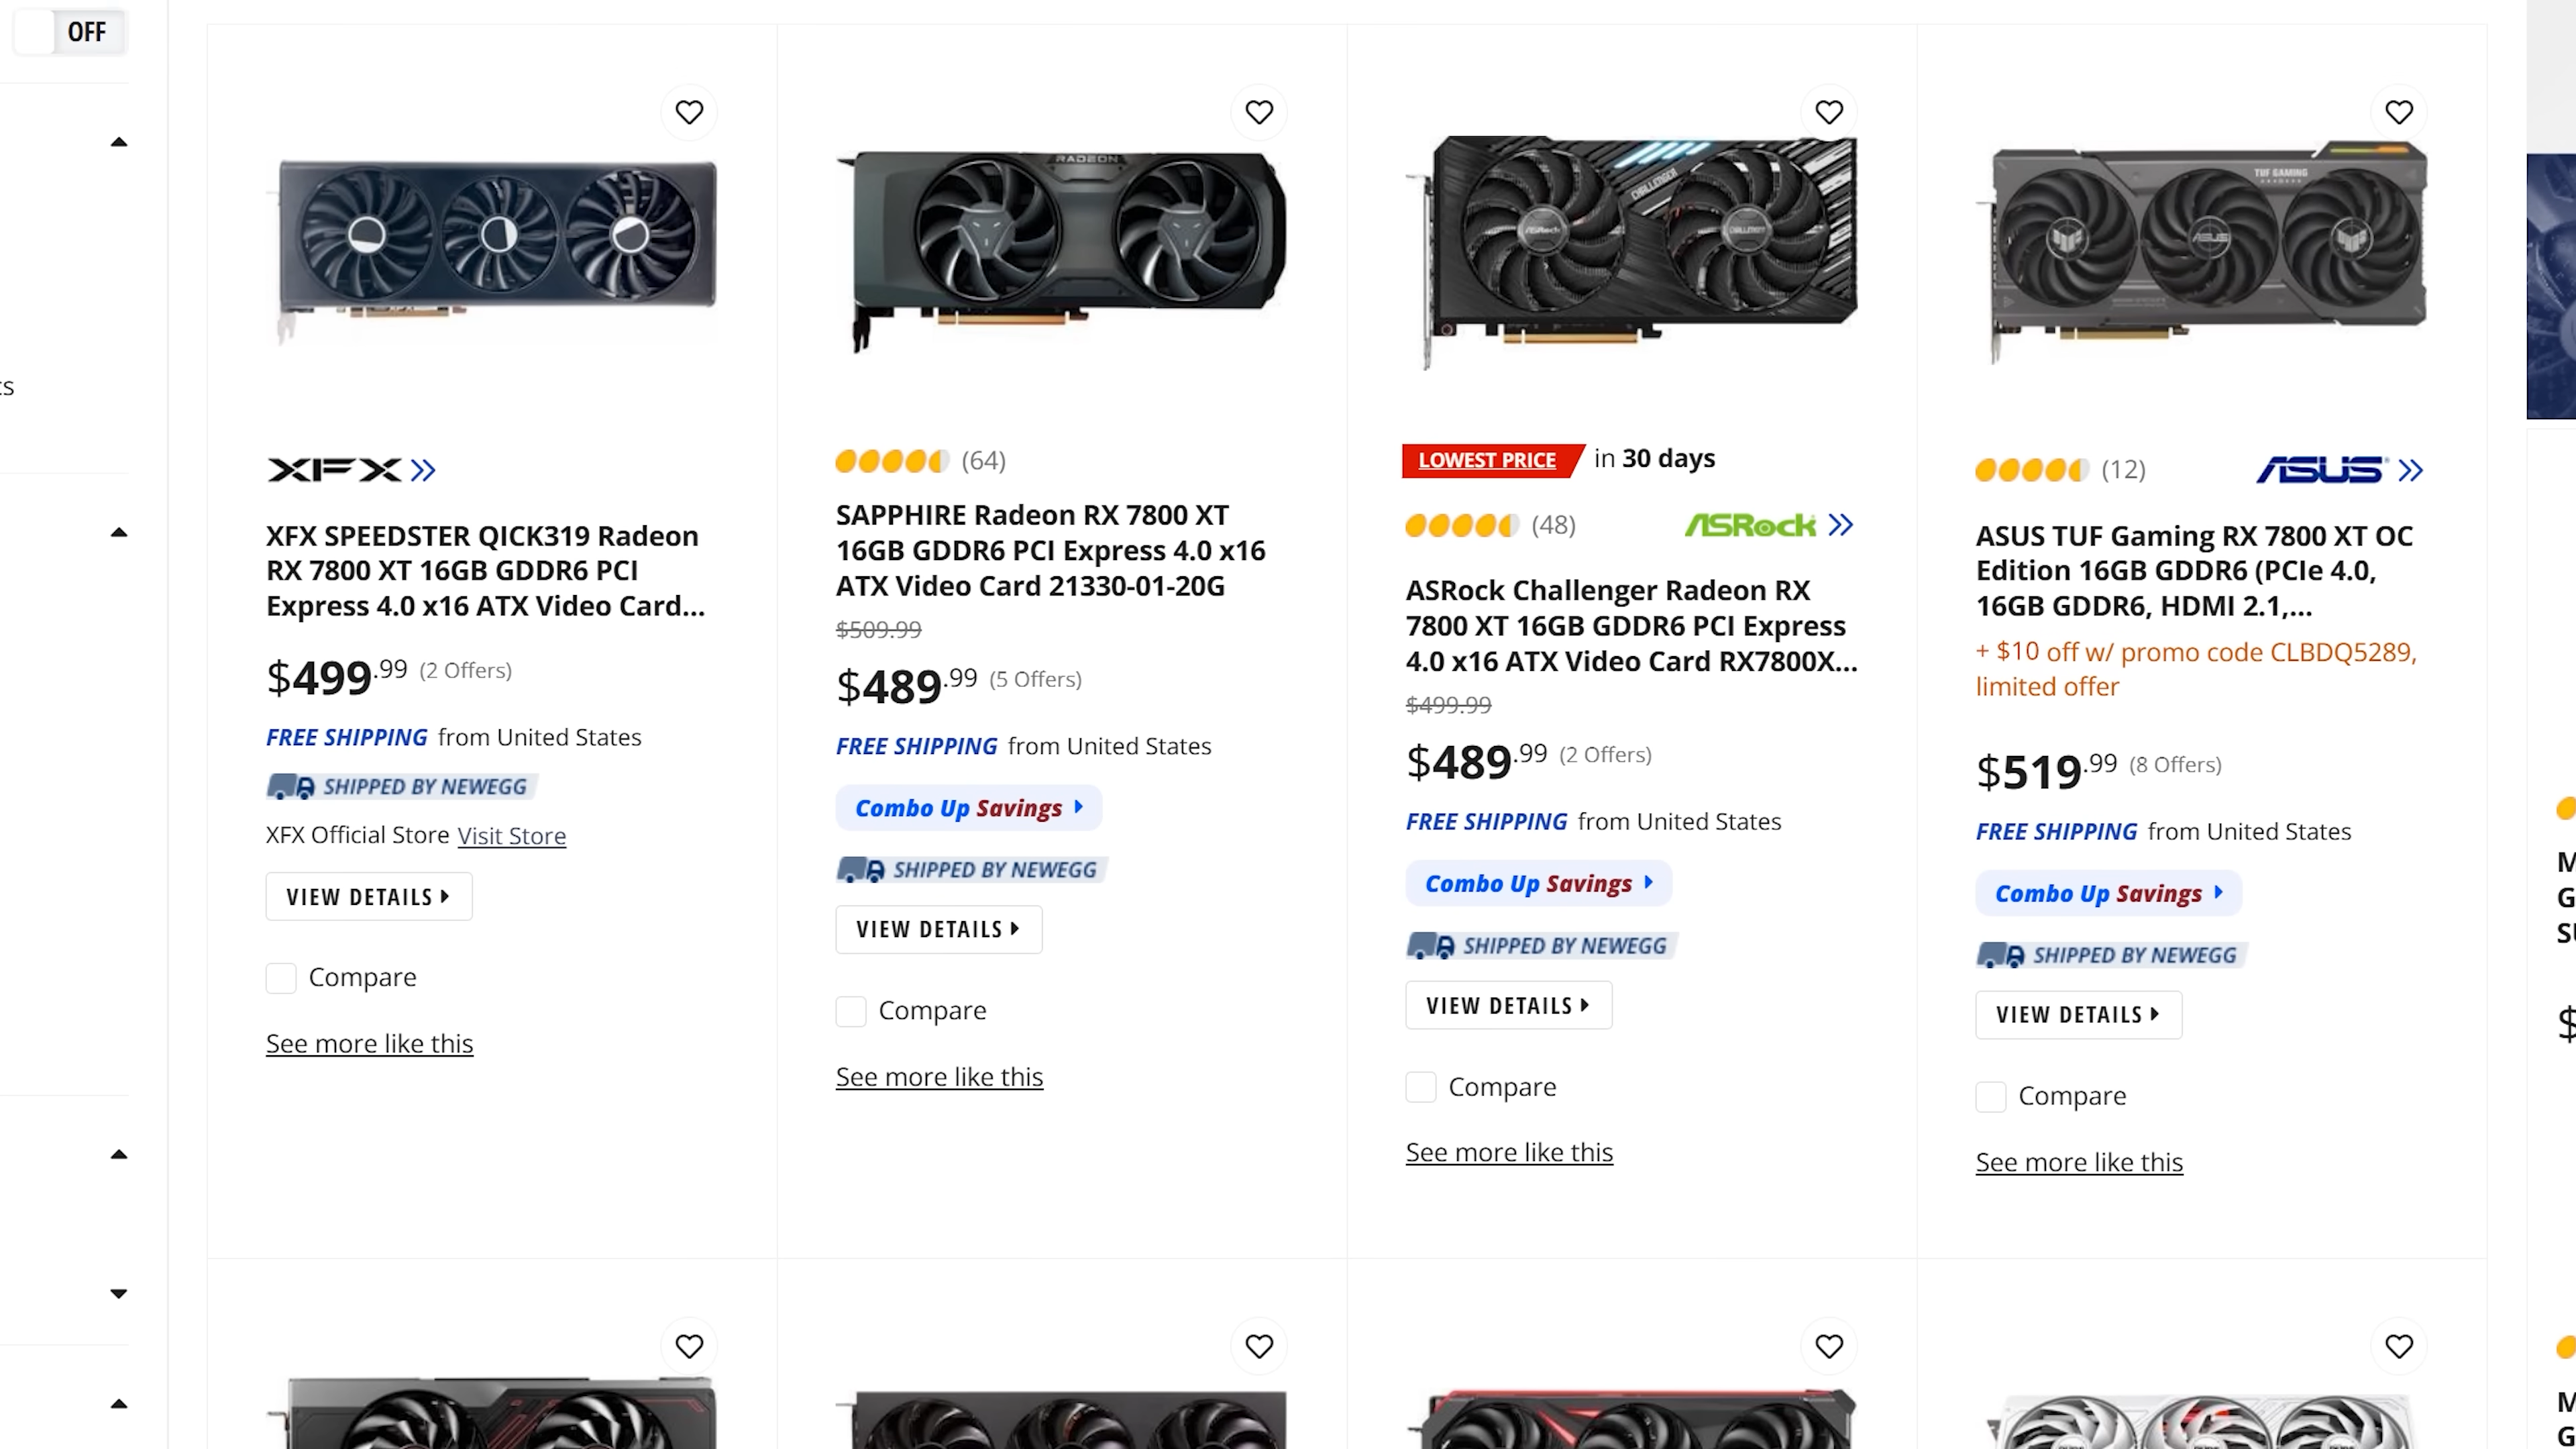 OFF
cs
XFX
XFX SPEEDSTER QICK319 Radeon
RX 7800 XT 16GB GDDR6 PCI
Express 4.0 x16 ATX Video Card...
$499.99 (2 Offers)
FREE SHIPPING from United States
SHIPPED BY NEWEGG
XFX Official Store Visit Store
VIEW DETAILS
Compare
See more like this
RADEON
(64)
SAPPHIRE Radeon RX 7800 XT
16GB GDDR6 PCI Express 4.0 x16
ATX Video Card 21330-01-20G
$509.99
$489.99 (5 Offers)
FREE SHIPPING from United States
Combo Up Savings
SHIPPED BY NEWEGG
VIEW DETAILS
Compare
See more like this
CHALLENGER
ASRock
CHALLENGER
LOWEST PRICE in 30 days
(48) ASRock
ASRock Challenger Radeon RX
7800 XT 16GB GDDR6 PCI Express
4.0 x16 ATX Video Card RX7800X...
$499.99
$489.99 (2 Offers)
FREE SHIPPING from United States
Combo Up Savings
SHIPPED BY NEWEGG
VIEW DETAILS
Compare
See more like this
TUF GAMING
RADEON
ASUS
(12) ASUS
ASUS TUF Gaming RX 7800 XT OC
Edition 16GB GDDR6 (PCIe 4.0,
16GB GDDR6, HDMI 2.1,...
+ $10 off w/ promo code CLBDQ5289,
limited offer
$519.99 (8 Offers)
FREE SHIPPING from United States
Combo Up Savings
SHIPPED BY NEWEGG
VIEW DETAILS
Compare
See more like this
M
G
$
M
G